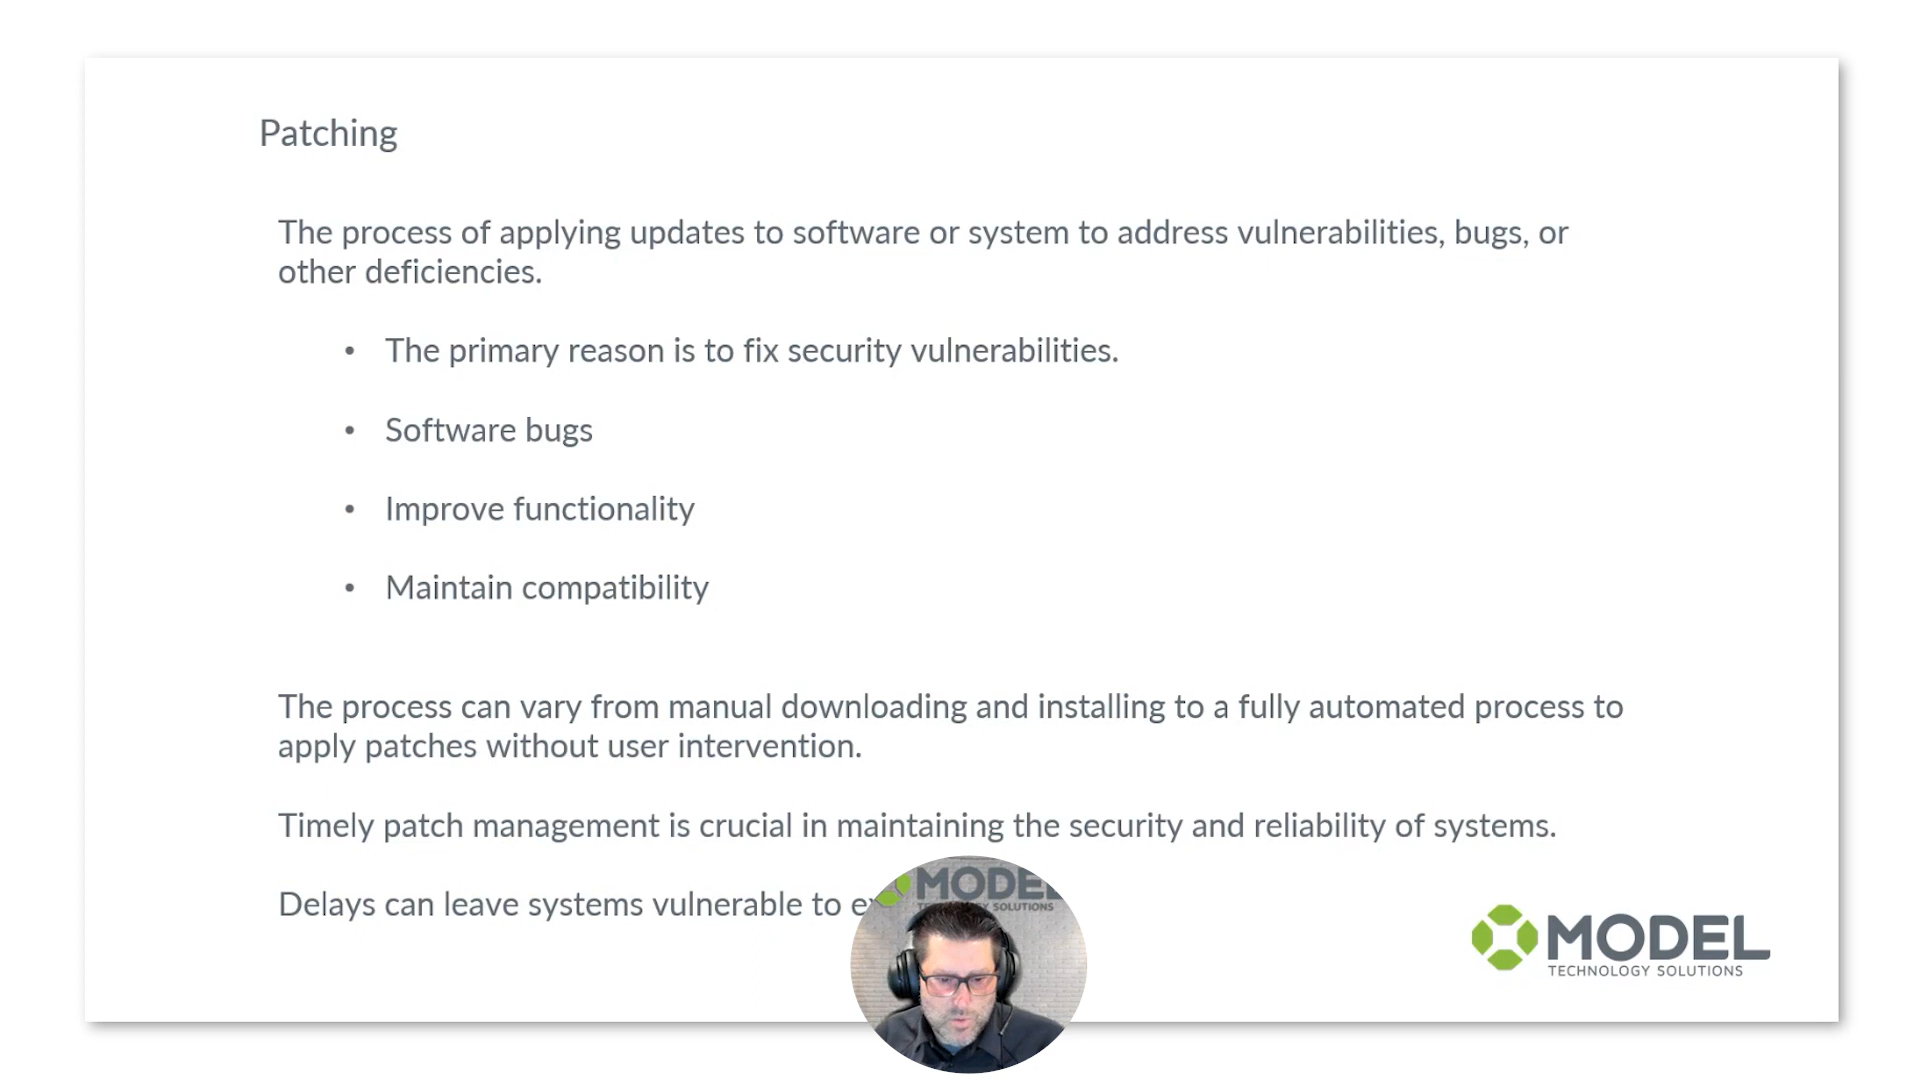 Patching
The process of applying updates to software or system to address vulnerabilities, bugs, or
other deficiencies.
• The primary reason is to fix security vulnerabilities.
• Software bugs
• Improve functionality
• Maintain compatibility
The process can vary from manual downloading and installing to a fully automated process to
apply patches without user intervention.
Timely patch management is crucial in maintaining the security and reliability of systems.
Delays can leave systems vulnerable to
MODEL
TECHNOLOGY SOLUTIONS
MODEL
TECHNOLOGY SOLUTIONS